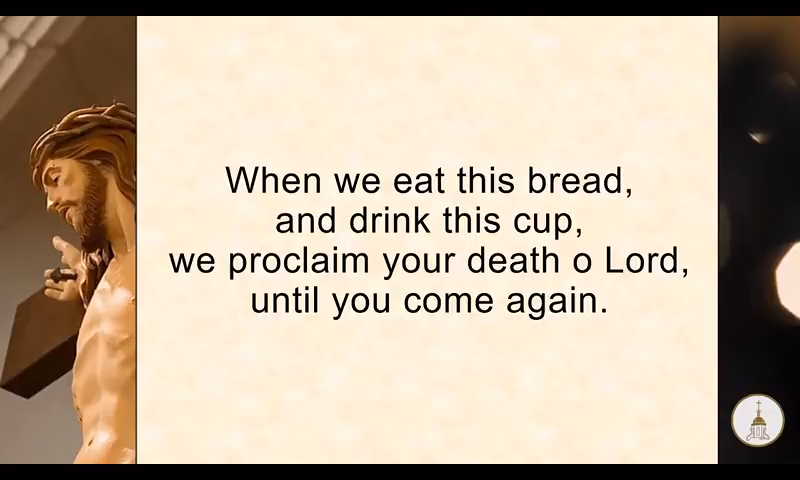 When we eat this bread,
and drink this cup,
we proclaim your death o Lord,
until you come again.